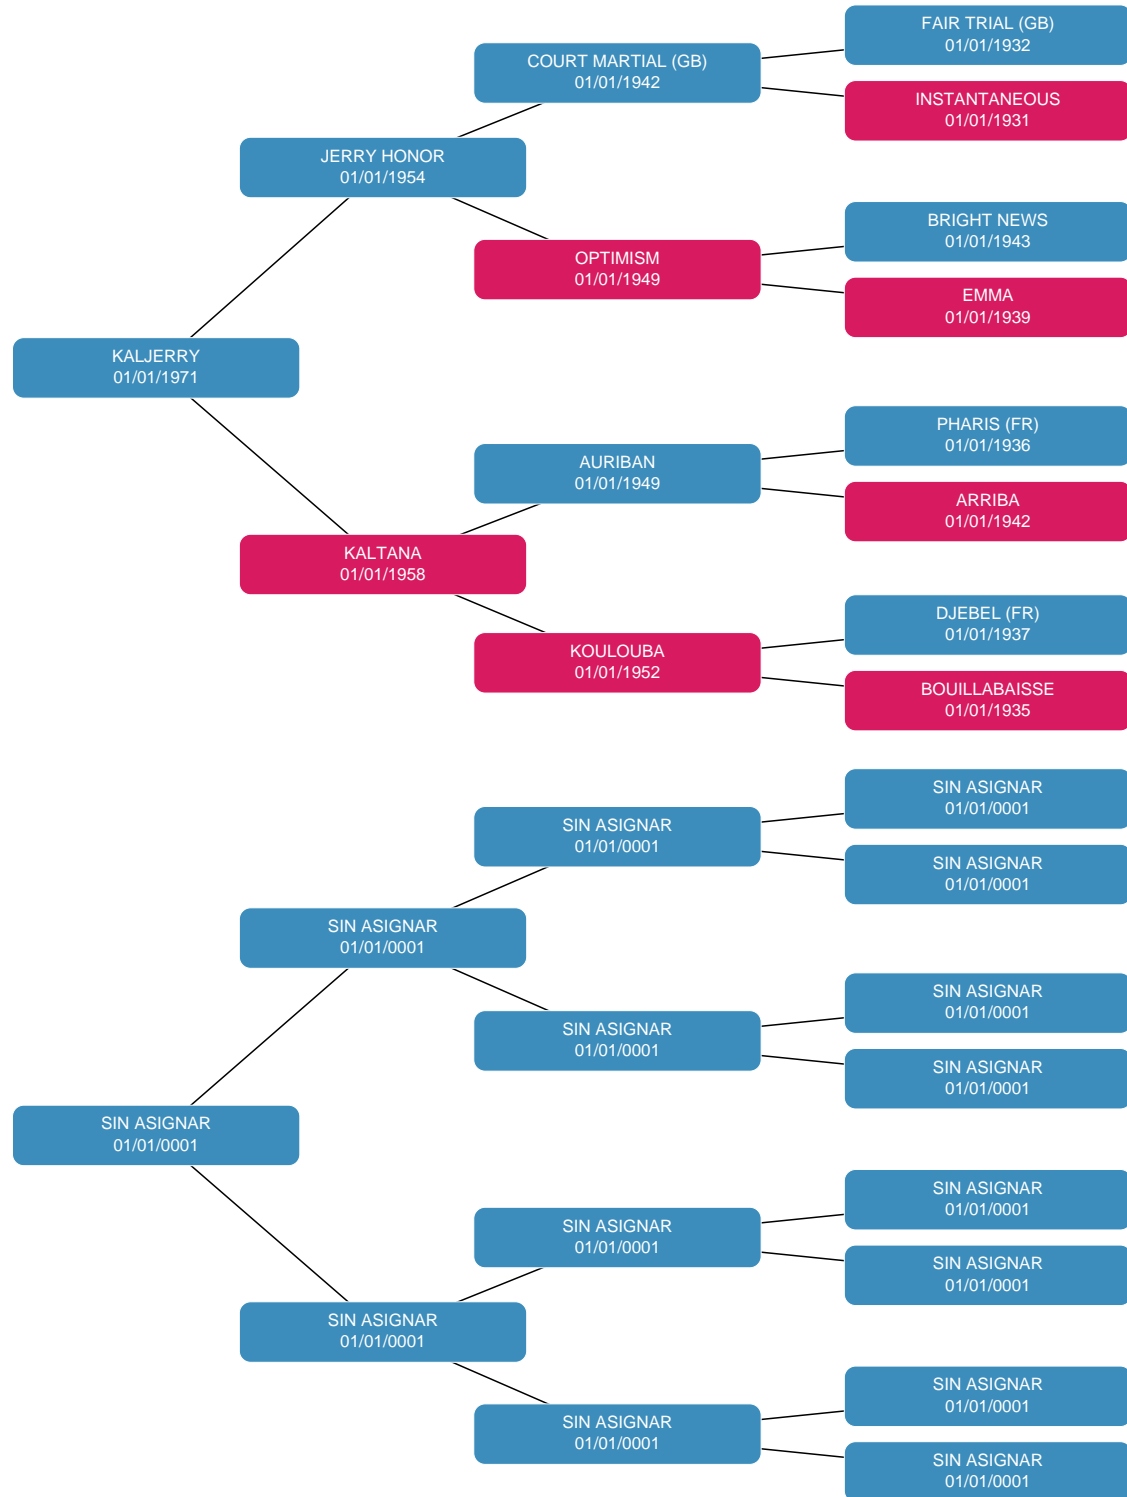 FAIR TRIAL (GB)
01/01/1932
COURT MARTIAL (GB)
01/01/1942
INSTANTANEOUS
01/01/1931
JERRY HONOR
01/01/1954
BRIGHT NEWS
01/01/1943
OPTIMISM
01/01/1949
EMMA
01/01/1939
KALJERRY
01/01/1971
PHARIS (FR)
01/01/1936
AURIBAN
01/01/1949
ARRIBA
01/01/1942
KALTANA
01/01/1958
DJEBEL (FR)
01/01/1937
KOULOUBA
01/01/1952
BOUILLABAISSE
01/01/1935
SIN ASIGNAR
01/01/0001
SIN ASIGNAR
01/01/0001
SIN ASIGNAR
01/01/0001
SIN ASIGNAR
01/01/0001
SIN ASIGNAR
01/01/0001
SIN ASIGNAR
01/01/0001
SIN ASIGNAR
01/01/0001
SIN ASIGNAR
01/01/0001
SIN ASIGNAR
01/01/0001
SIN ASIGNAR
01/01/0001
SIN ASIGNAR
01/01/0001
SIN ASIGNAR
01/01/0001
SIN ASIGNAR
01/01/0001
SIN ASIGNAR
01/01/0001
SIN ASIGNAR
01/01/0001